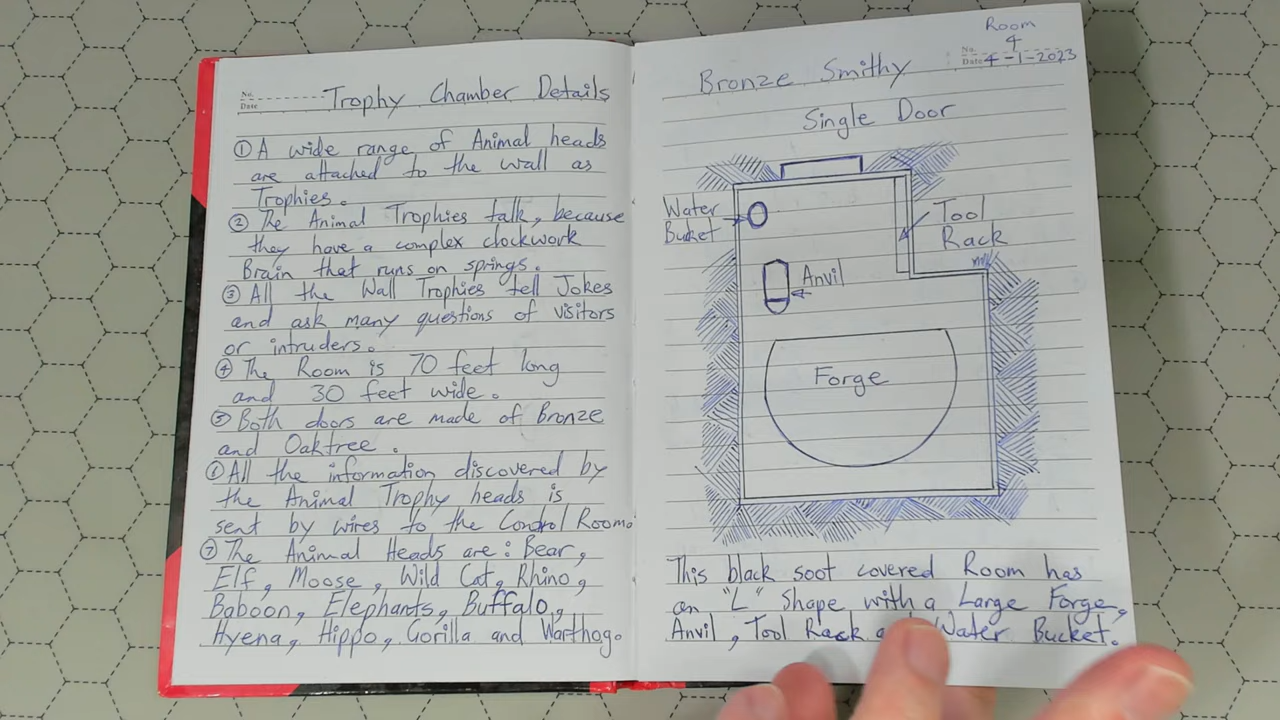 No.
Date
Trophy Chamber Details
① A wide range of Animal heads
are attached to the wall as
Trophies.
② The Animal Trophies talk, because
they have a complex clockwork
Brain that runs on springs.
③ All the Wall Trophies tell Jokes
and ask many questions of visitors
or intruders.
④ The Room is 70 feet long
and 30 feet wide.
⑤ Both doors are made of Bronze
and Oaktree.
⑥ All the information discovered by
the Animal Trophy heads is
sent by wires to the Control Room.
⑦ The Animal Heads are: Bear,
Elf, Moose, Wild Cat, Rhino,
Baboon, Elephants, Buffalo,
Hyena, Hippo, Gorilla and Warthog.
Room
4
No.
Date 4-1-2023
Bronze Smithy
Single Door
Water
Bucket
Tool
Rack
Anvil
Forge
This black soot covered Room has
an "L" Shape with a Large Forge,
Anvil, Tool Rack Water Bucket.